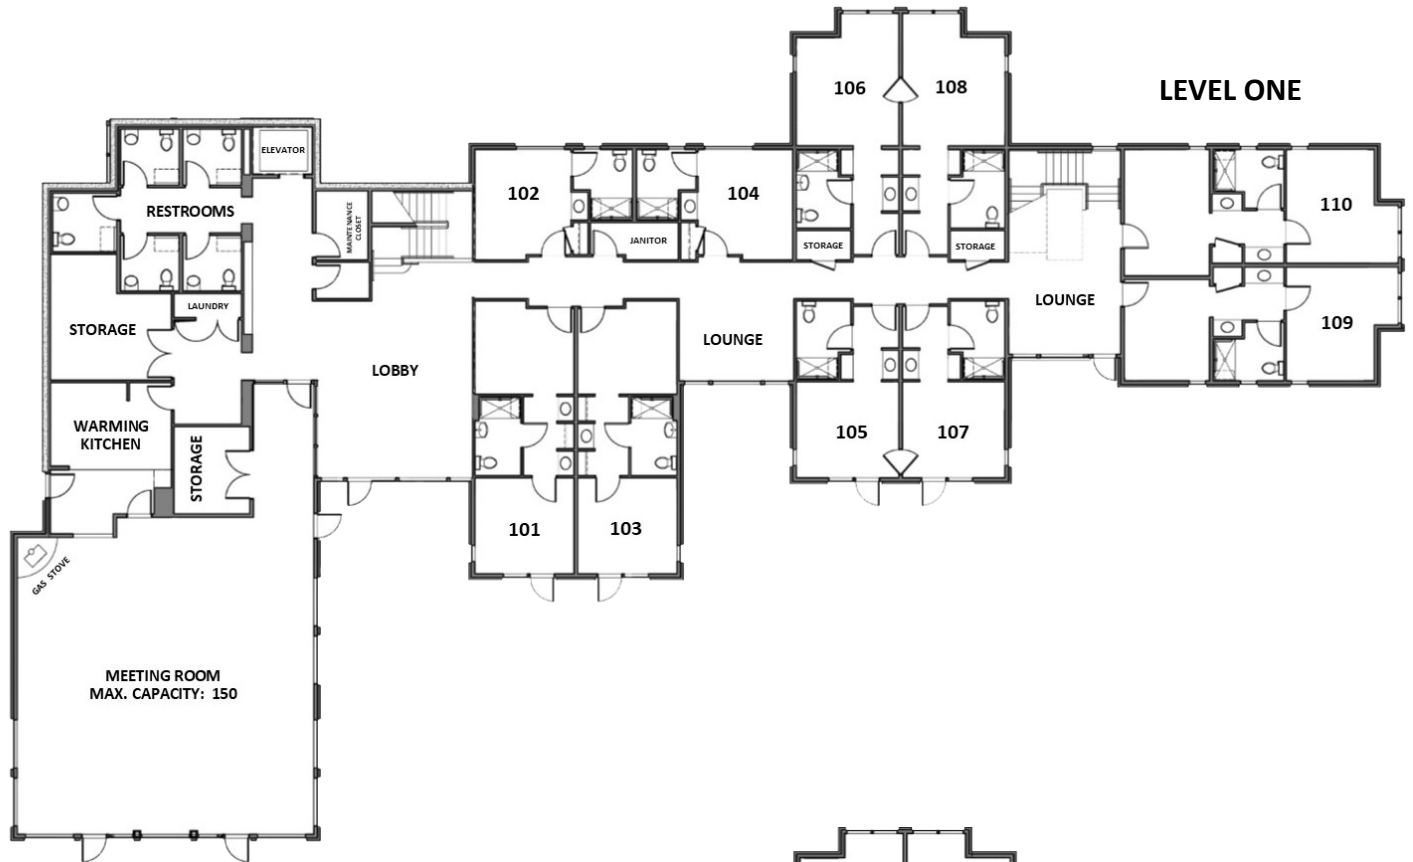 LEVEL ONE
106
108
ELEVATOR
102
104
110
RESTROOMS
MAINTENANCE
CLOSET
JANITOR
STORAGE
STORAGE
LAUNDRY
STORAGE
LOUNGE
109
LOUNGE
LOBBY
WARMING
KITCHEN
STORAGE
105
107
101
103
GAS STOVE
MEETING ROOM
MAX. CAPACITY: 150